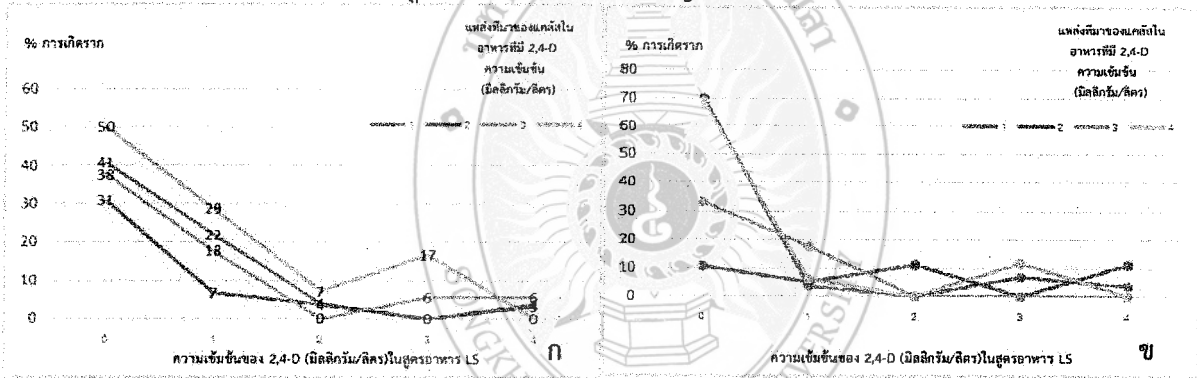 % การเกิดราก
แหล่งที่มาของแคลลัสใน
อาหารที่มี 2,4-D
ความเข้มข้น
(มิลลิกรัม/ลิตร)
1 2 3 4
60
50
40
30
20
10
0
50
41
38
31
29
22
18
7
7
4
0
17
6
0
6
3
0
0 1 2 3 4
ความเข้มข้นของ 2,4-D (มิลลิกรัม/ลิตร)ในสูตรอาหาร LS
ก
% การเกิดราก
แหล่งที่มาของแคลลัสใน
อาหารที่มี 2,4-D
ความเข้มข้น
(มิลลิกรัม/ลิตร)
1 2 3 4
80
70
60
50
40
30
20
10
0
0 1 2 3 4
ความเข้มข้นของ 2,4-D (มิลลิกรัม/ลิตร)ในสูตรอาหาร LS
ข